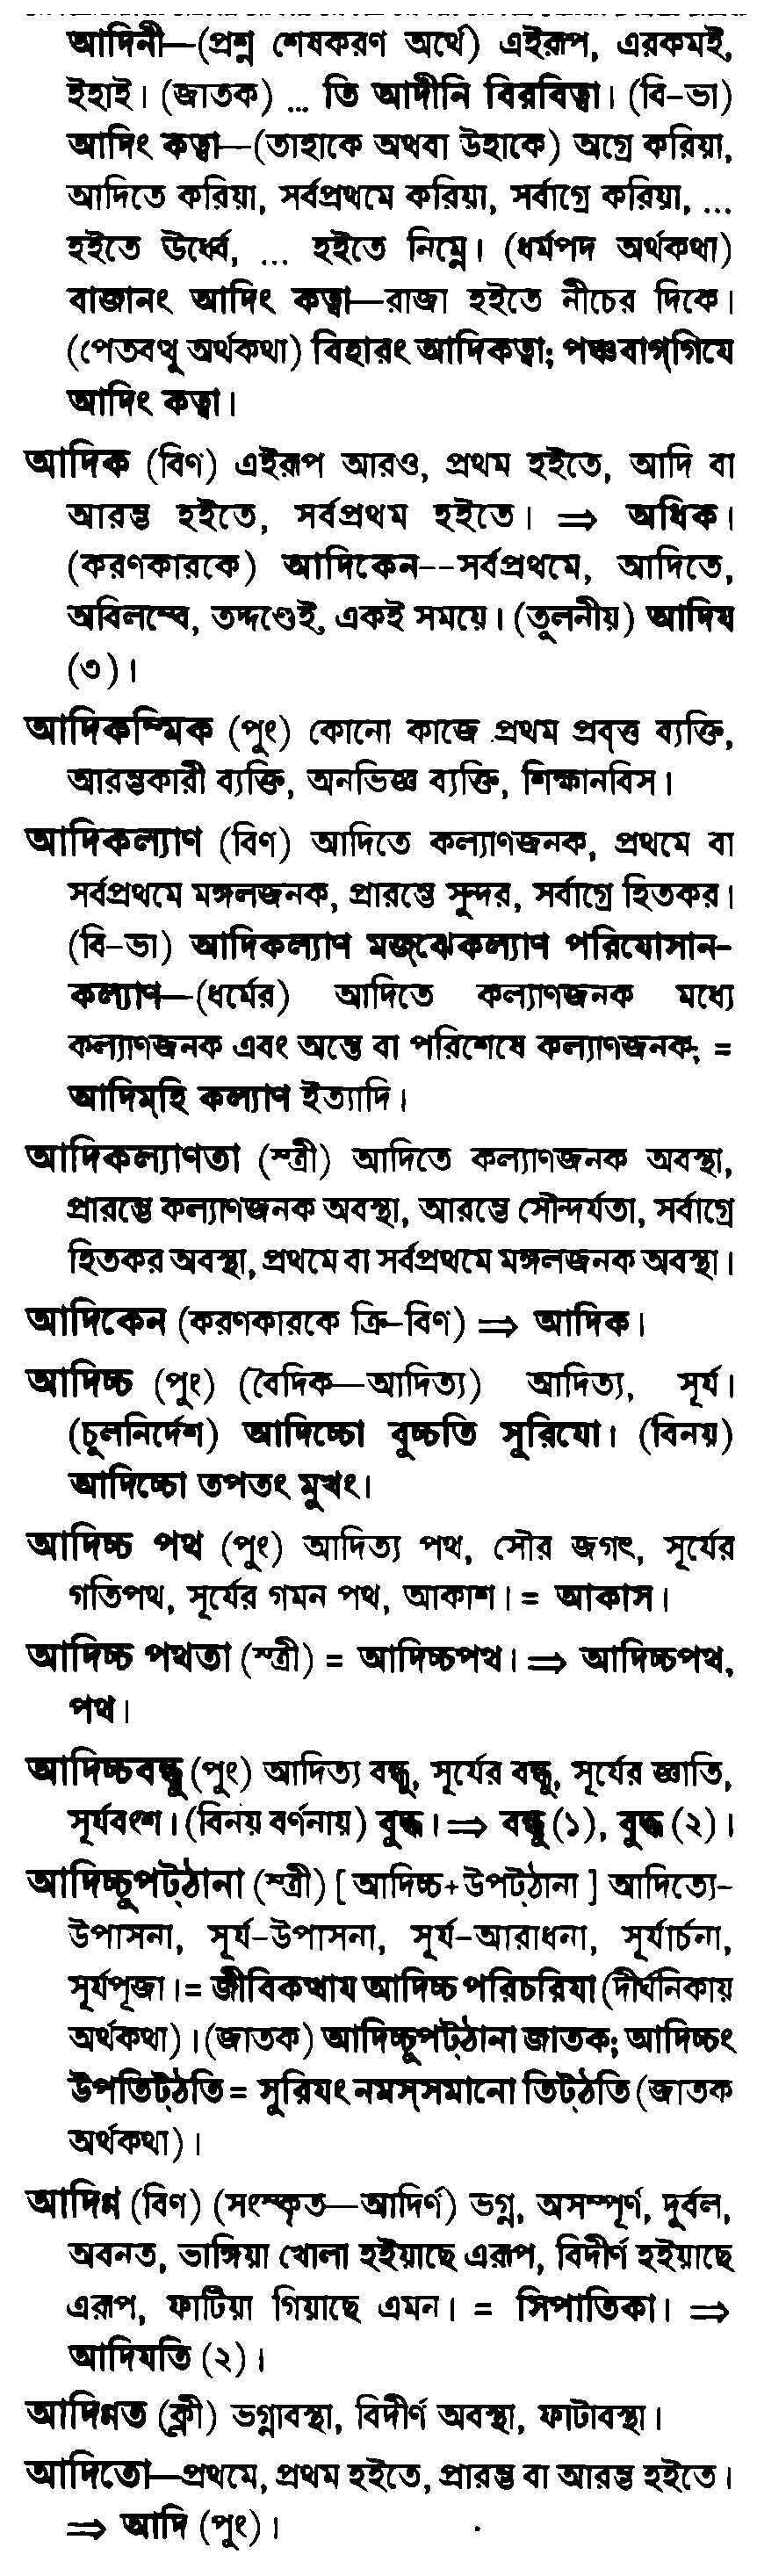 আদিনী—(প্রশ্ন শেষকরণ অর্থে) এইরূপ, এরকমই,
ইহাই। (জাতক) ... তি আদীনি বিরবিত্বা। (বি-ভা)
আদিং কত্বা—(তাহাকে অথবা উহাকে) অগ্রে করিয়া,
আদিতে করিয়া, সর্বপ্রথমে করিয়া, সর্বাগ্রে করিয়া, ...
হইতে ঊর্ধ্বে, ... হইতে নিম্নে। (ধর্মপদ অর্থকথা)
বাজানং আদিং কত্বা—রাজা হইতে নীচের দিকে।
(পেতবত্থু অর্থকথা) বিহারং আদিকত্বা; পঞ্চবাগ্গিযে
আদিং কত্বা।
আদিক (বিণ) এইরূপ আরও, প্রথম হইতে, আদি বা
আরম্ভ হইতে, সর্বপ্রথম হইতে। ⇒ অধিক।
(করণকারকে) আদিকেন--সর্বপ্রথমে, আদিতে,
অবিলম্বে, তদ্দণ্ডেই, একই সময়ে। (তুলনীয়) আদিয
(৩)।
আদিকম্মিক (পুং) কোনো কাজে প্রথম প্রবৃত্ত ব্যক্তি,
আরম্ভকারী ব্যক্তি, অনভিজ্ঞ ব্যক্তি, শিক্ষানবিস।
আদিকল্যাণ (বিণ) আদিতে কল্যাণজনক, প্রথমে বা
সর্বপ্রথমে মঙ্গলজনক, প্রারম্ভে সুন্দর, সর্বাগ্রে হিতকর।
(বি-ভা) আদিকল্যাণ মজ্ঝেকল্যাণ পরিযোসান-
কল্যাণ—(ধর্মের) আদিতে কল্যাণজনক মধ্যে
কল্যাণজনক এবং অন্তে বা পরিশেষে কল্যাণজনক; =
আদিম্হি কল্যাণ ইত্যাদি।
আদিকল্যাণতা (স্ত্রী) আদিতে কল্যাণজনক অবস্থা,
প্রারম্ভে কল্যাণজনক অবস্থা, আরম্ভে সৌন্দর্যতা, সর্বাগ্রে
হিতকর অবস্থা, প্রথমে বা সর্বপ্রথমে মঙ্গলজনক অবস্থা।
আদিকেন (করণকারকে ক্রি-বিণ) ⇒ আদিক।
আদিচ্চ (পুং) (বৈদিক—আদিত্য) আদিত্য, সূর্য।
(চূলনির্দেশ) আদিচ্চো বুচ্চতি সুরিযো। (বিনয়)
আদিচ্চো তপতং মুখং।
আদিচ্চ পথ (পুং) আদিত্য পথ, সৌর জগৎ, সূর্যের
গতিপথ, সূর্যের গমন পথ, আকাশ। = আকাস।
আদিচ্চ পথতা (স্ত্রী) = আদিচ্চপথ। ⇒ আদিচ্চপথ,
পথ।
আদিচ্চবন্ধু (পুং) আদিত্য বন্ধু, সূর্যের বন্ধু, সূর্যের জ্ঞাতি,
সূর্যবংশ। (বিনয় বর্ণনায়) বুদ্ধ। ⇒ বন্ধু (১), বুদ্ধ (২)।
আদিচ্চুপট্ঠানা (স্ত্রী) [ আদিচ্চ+উপট্ঠানা ] আদিত্যে-
উপাসনা, সূর্য-উপাসনা, সূর্য-আরাধনা, সূর্যার্চনা,
সূর্যপূজা। = জীবিকথায আদিচ্চ পরিচরিযা (দীর্ঘনিকায়
অর্থকথা)। (জাতক) আদিচ্চুপট্ঠানা জাতক; আদিচ্চং
উপতিট্ঠতি = সুরিযং নমস্সমানো তিট্ঠতি (জাতক
অর্থকথা)।
আদিণ্ন (বিণ) (সংস্কৃত—আদির্ণ) ভগ্ন, অসম্পূর্ণ, দুর্বল,
অবনত, ভাঙ্গিয়া খোলা হইয়াছে এরূপ, বিদীর্ণ হইয়াছে
এরূপ, ফাটিয়া গিয়াছে এমন। = সিপাতিকা। ⇒
আদিযতি (২)।
আদিণ্নত (ক্লী) ভগ্নাবস্থা, বিদীর্ণ অবস্থা, ফাটাবস্থা।
আদিতো—প্রথমে, প্রথম হইতে, প্রারম্ভ বা আরম্ভ হইতে।
⇒ আদি (পুং)।